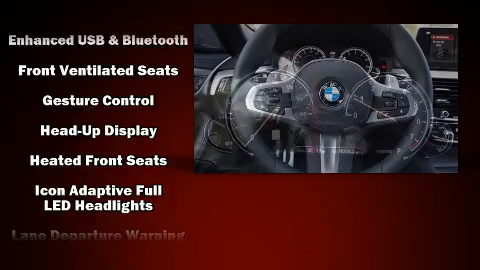 Enhanced USB & Bluetooth
Front Ventilated Seats
Gesture Control
Head-Up Display
Heated Front Seats
Icon Adaptive Full
LED Headlights
Lane Departure Warning